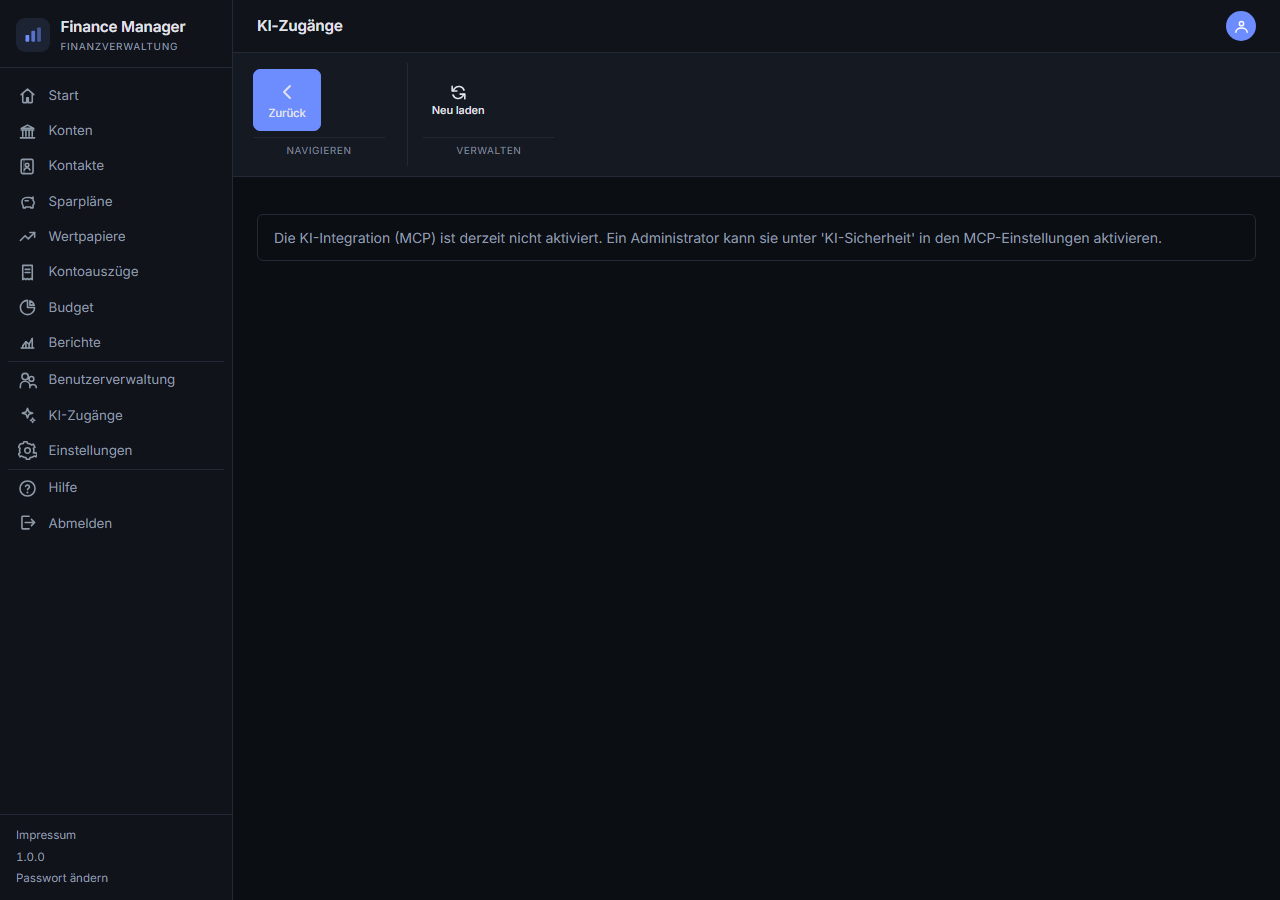 Finance Manager
FINANZVERWALTUNG
Start
Konten
Kontakte
Sparpläne
Wertpapiere
Kontoauszüge
Budget
Berichte
Benutzerverwaltung
KI-Zugänge
Einstellungen
Hilfe
Abmelden
Impressum
1.0.0
Passwort ändern
KI-Zugänge
Zurück
NAVIGIEREN
Neu laden
VERWALTEN
Die KI-Integration (MCP) ist derzeit nicht aktiviert. Ein Administrator kann sie unter 'KI-Sicherheit' in den MCP-Einstellungen aktivieren.